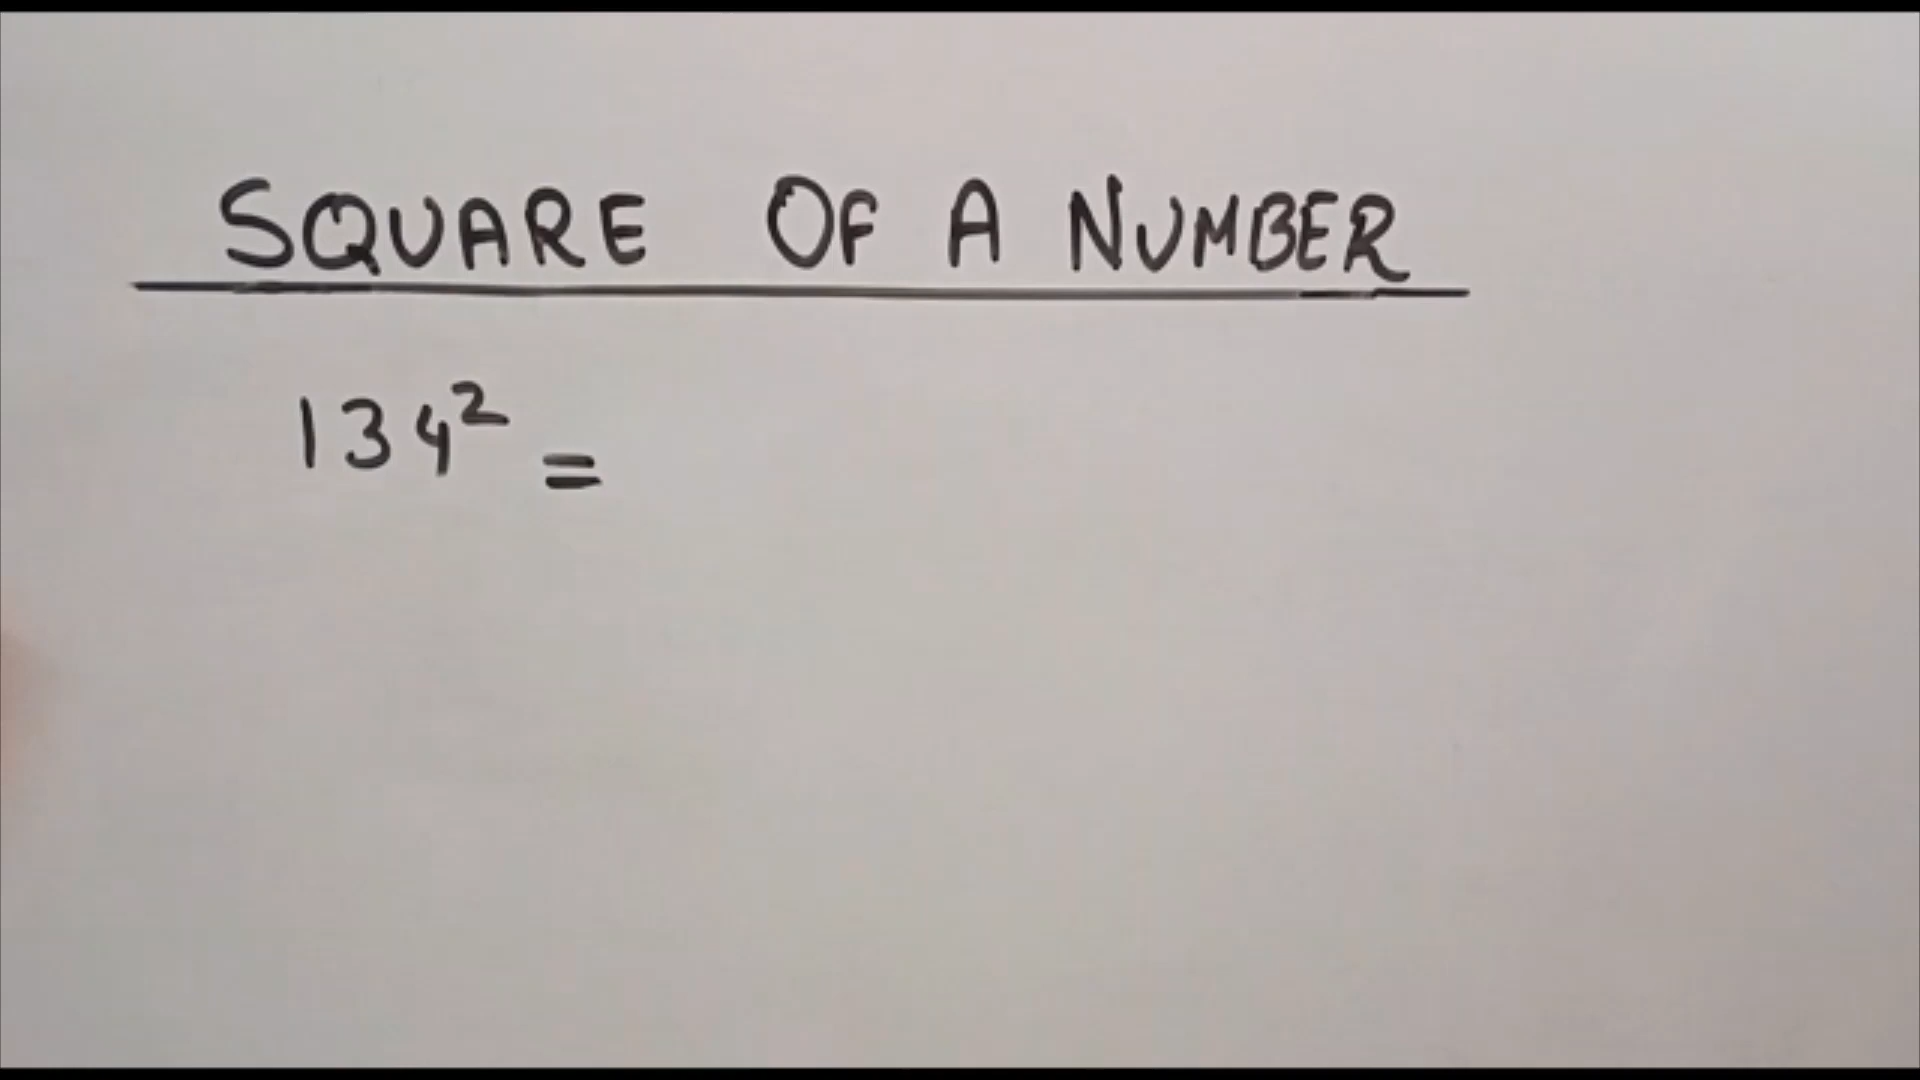 SQUARE OF A NUMBER
134² =